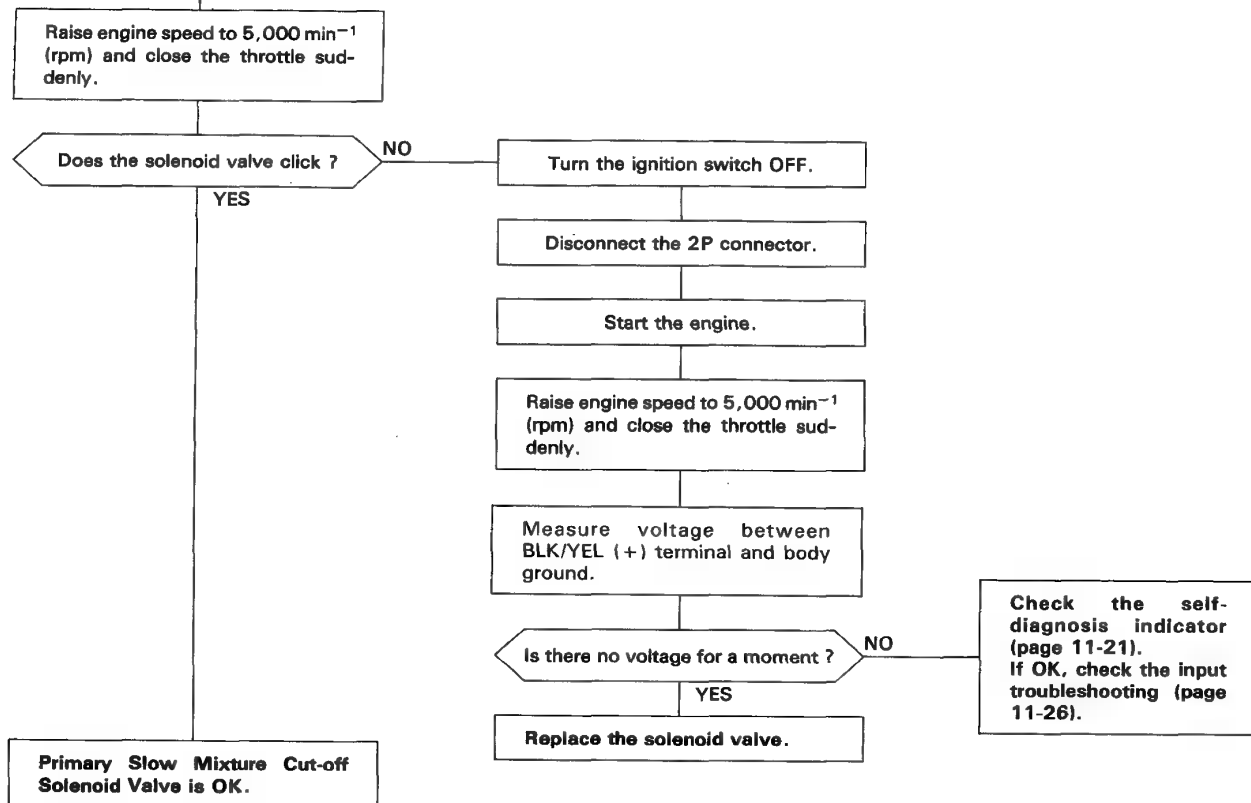 Raise engine speed to 5,000 min⁻¹
(rpm) and close the throttle sud-
denly.
Does the solenoid valve click ?
NO
YES
Turn the ignition switch OFF.
Disconnect the 2P connector.
Start the engine.
Raise engine speed to 5,000 min⁻¹
(rpm) and close the throttle sud-
denly.
Measure voltage between
BLK/YEL (+) terminal and body
ground.
Is there no voltage for a moment ?
NO
YES
Check the self-
diagnosis indicator
(page 11-21).
If OK, check the input
troubleshooting (page
11-26).
Replace the solenoid valve.
Primary Slow Mixture Cut-off
Solenoid Valve is OK.